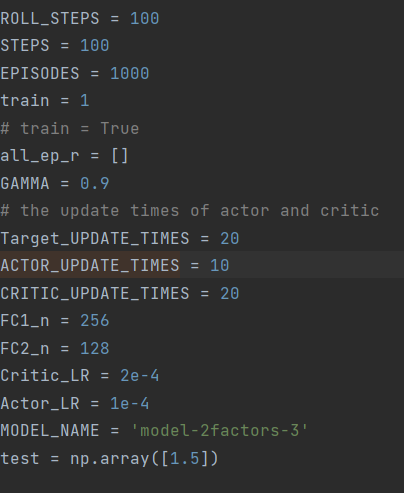 ROLL_STEPS = 100
STEPS = 100
EPISODES = 1000
train = 1
# train = True
all_ep_r = []
GAMMA = 0.9
# the update times of actor and critic
Target_UPDATE_TIMES = 20
ACTOR_UPDATE_TIMES = 10
CRITIC_UPDATE_TIMES = 20
FC1_n = 256
FC2_n = 128
Critic_LR = 2e-4
Actor_LR = 1e-4
MODEL_NAME = 'model-2factors-3'
test = np.array([1.5])